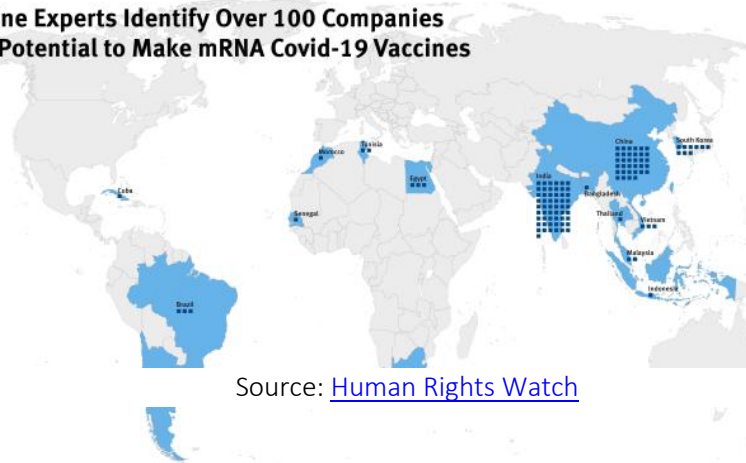 ne Experts Identify Over 100 Companies
Potential to Make mRNA Covid-19 Vaccines
China
South Korea
Tunisia
Morocco
Egypt
India
Bangladesh
Cuba
Senegal
Thailand
Vietnam
Malaysia
Indonesia
Brazil
Source: Human Rights Watch